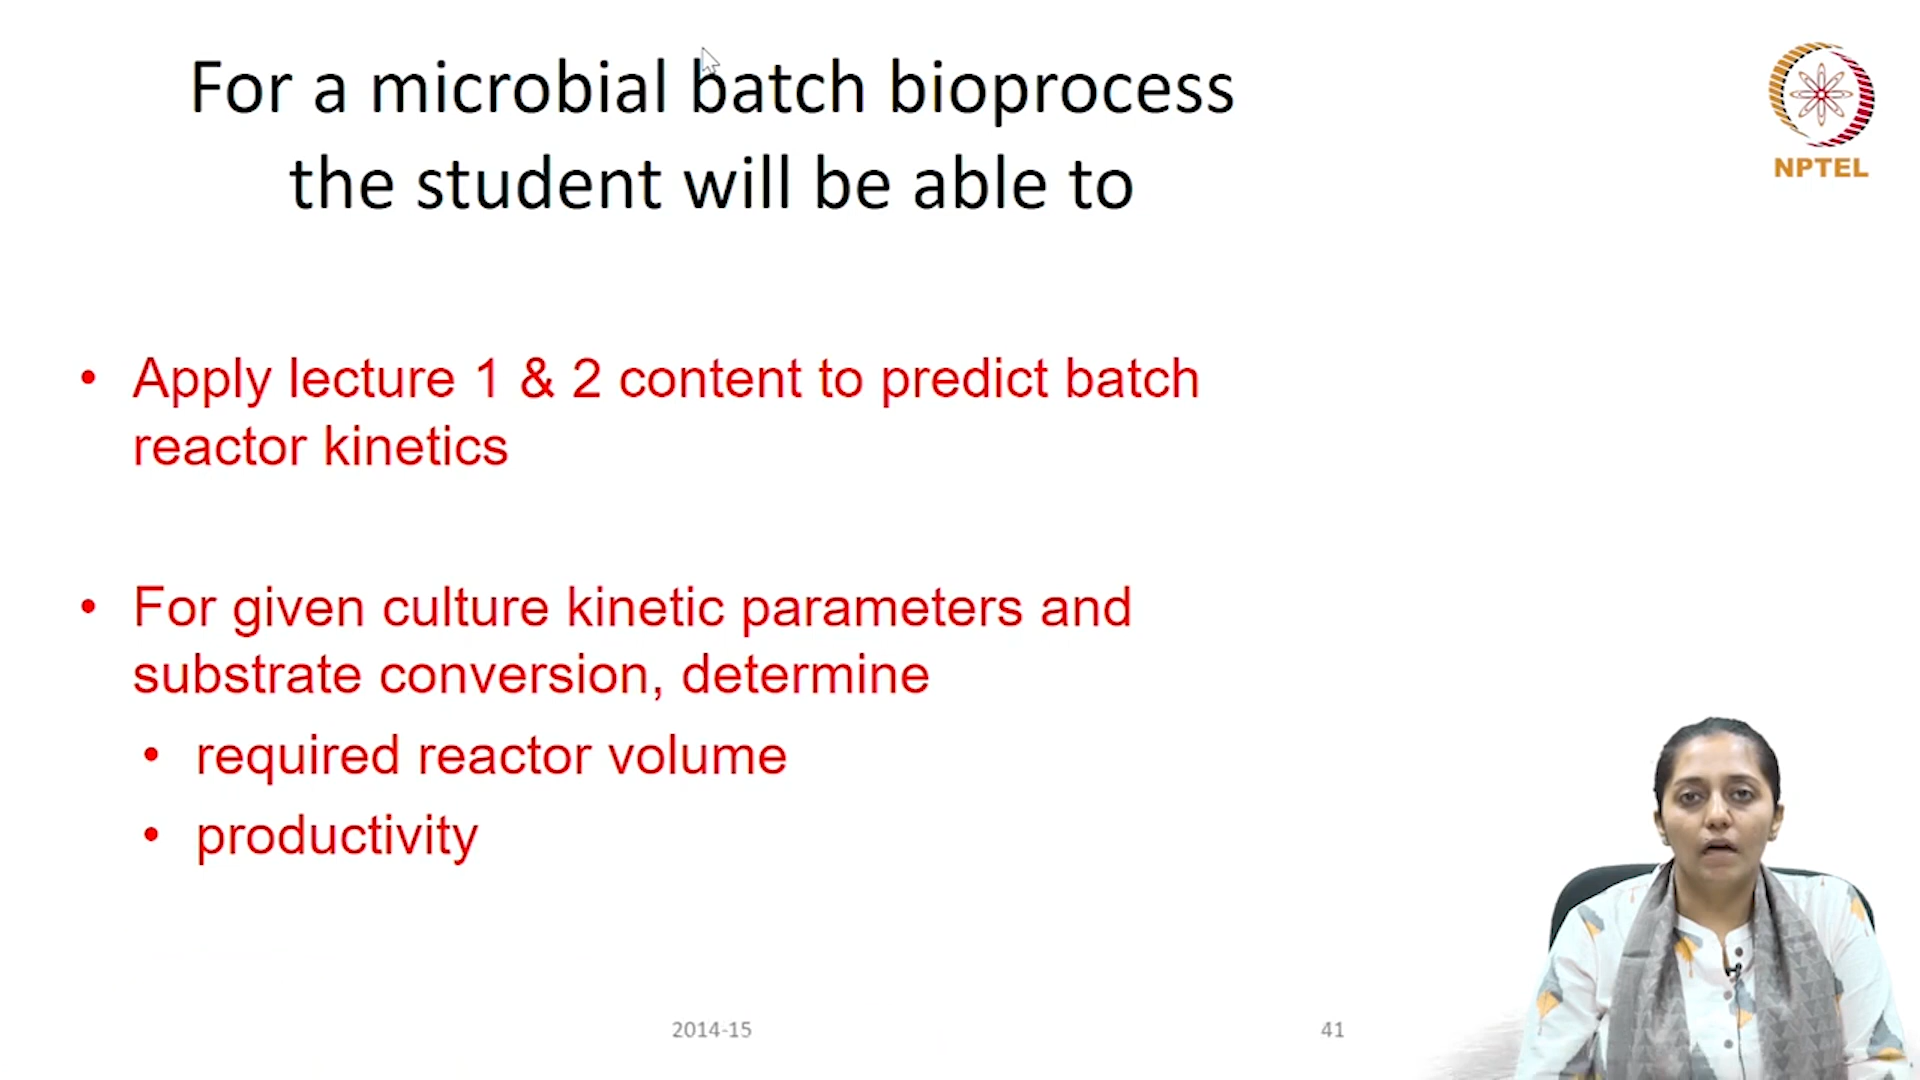 For a microbial batch bioprocess
the student will be able to
NPTEL
• Apply lecture 1 & 2 content to predict batch
reactor kinetics
• For given culture kinetic parameters and
substrate conversion, determine
• required reactor volume
• productivity
2014-15
41